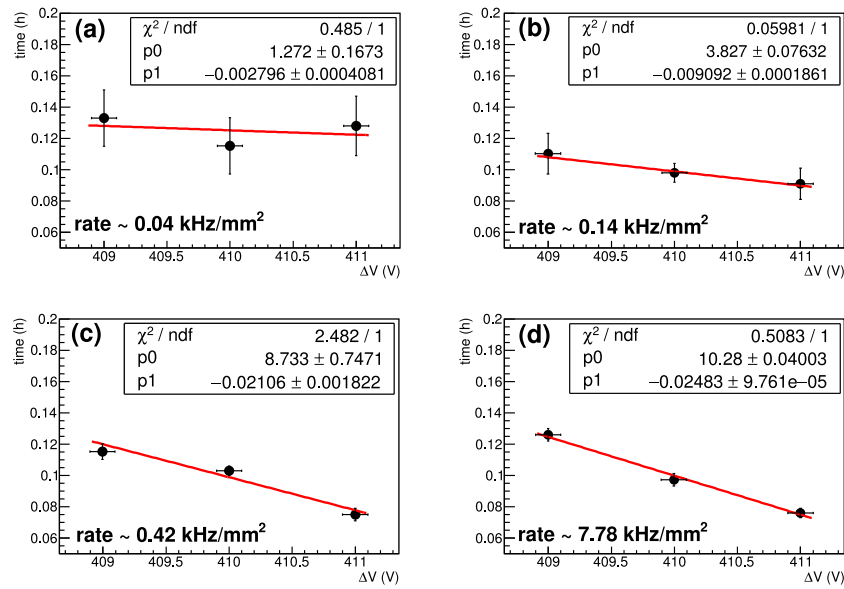 (a)
χ² / ndf 0.485 / 1
p0 1.272 ± 0.1673
p1 −0.002796 ± 0.0004081
rate ~ 0.04 kHz/mm²
time (h)
0.2
0.18
0.16
0.14
0.12
0.1
0.08
0.06
409 409.5 410 410.5 411
ΔV (V)
(b)
χ² / ndf 0.05981 / 1
p0 3.827 ± 0.07632
p1 −0.009092 ± 0.0001861
rate ~ 0.14 kHz/mm²
time (h)
0.2
0.18
0.16
0.14
0.12
0.1
0.08
0.06
409 409.5 410 410.5 411
ΔV (V)
(c)
χ² / ndf 2.482 / 1
p0 8.733 ± 0.7471
p1 −0.02106 ± 0.001822
rate ~ 0.42 kHz/mm²
time (h)
0.2
0.18
0.16
0.14
0.12
0.1
0.08
0.06
409 409.5 410 410.5 411
ΔV (V)
(d)
χ² / ndf 0.5083 / 1
p0 10.28 ± 0.04003
p1 −0.02483 ± 9.761e−05
rate ~ 7.78 kHz/mm²
time (h)
0.2
0.18
0.16
0.14
0.12
0.1
0.08
0.06
409 409.5 410 410.5 411
ΔV (V)